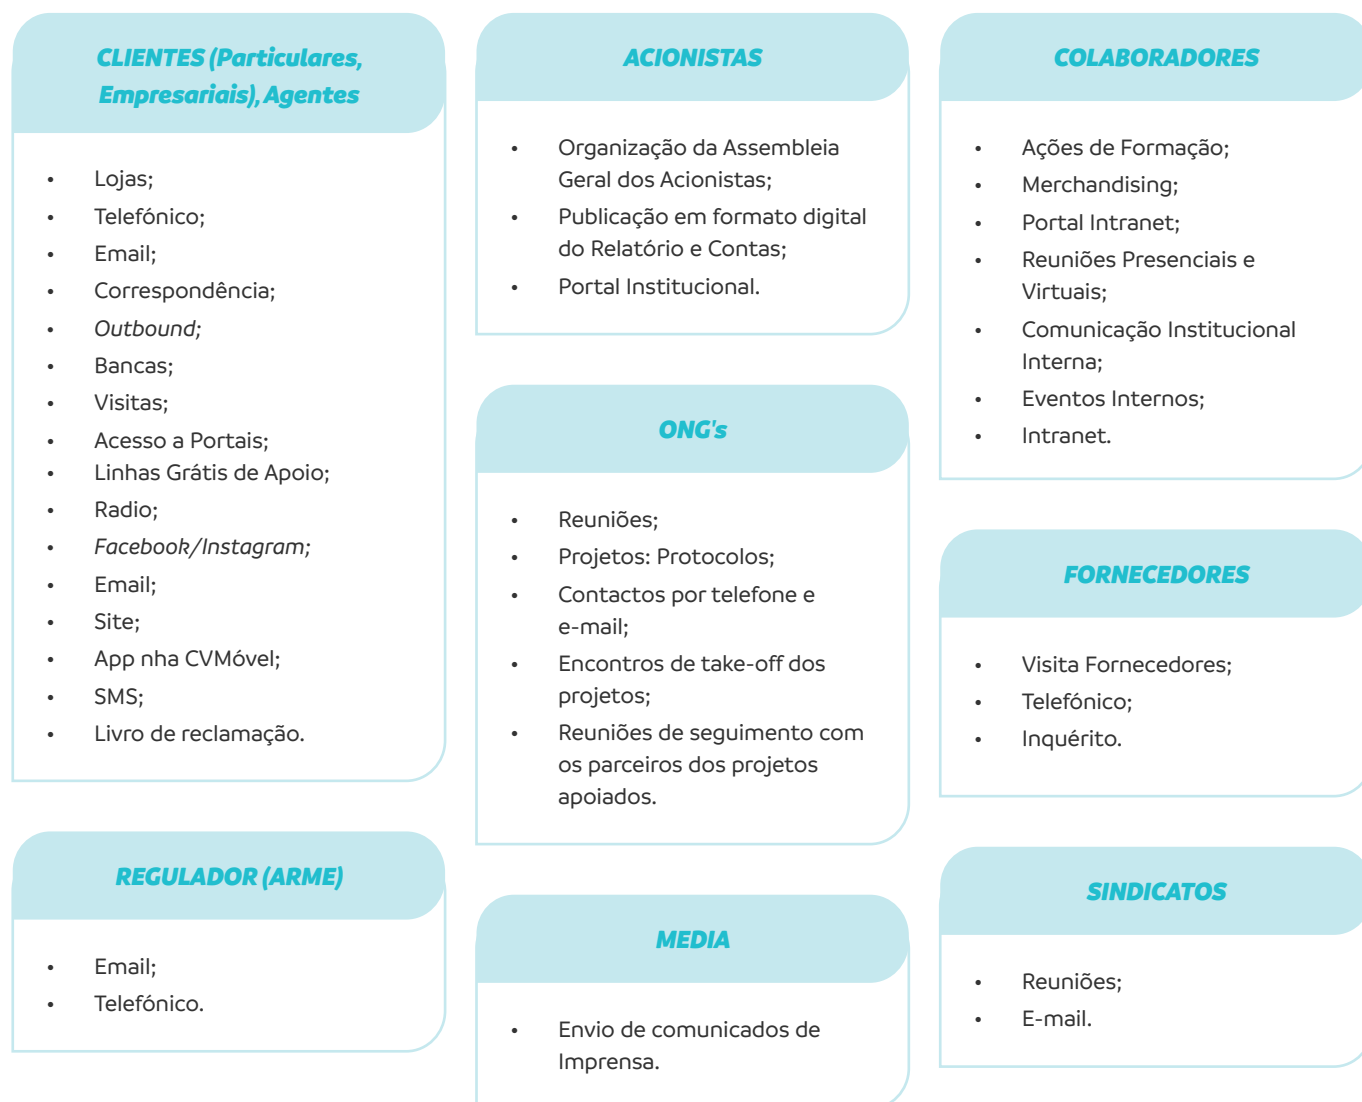 CLIENTES (Particulares,
Empresariais), Agentes
• Lojas;
• Telefónico;
• Email;
• Correspondência;
• Outbound;
• Bancas;
• Visitas;
• Acesso a Portais;
• Linhas Grátis de Apoio;
• Radio;
• Facebook/Instagram;
• Email;
• Site;
• App nha CVMóvel;
• SMS;
• Livro de reclamação.
REGULADOR (ARME)
• Email;
• Telefónico.
ACIONISTAS
• Organização da Assembleia
Geral dos Acionistas;
• Publicação em formato digital
do Relatório e Contas;
• Portal Institucional.
ONG's
• Reuniões;
• Projetos: Protocolos;
• Contactos por telefone e
e-mail;
• Encontros de take-off dos
projetos;
• Reuniões de seguimento com
os parceiros dos projetos
apoiados.
MEDIA
• Envio de comunicados de
Imprensa.
COLABORADORES
• Ações de Formação;
• Merchandising;
• Portal Intranet;
• Reuniões Presenciais e
Virtuais;
• Comunicação Institucional
Interna;
• Eventos Internos;
• Intranet.
FORNECEDORES
• Visita Fornecedores;
• Telefónico;
• Inquérito.
SINDICATOS
• Reuniões;
• E-mail.